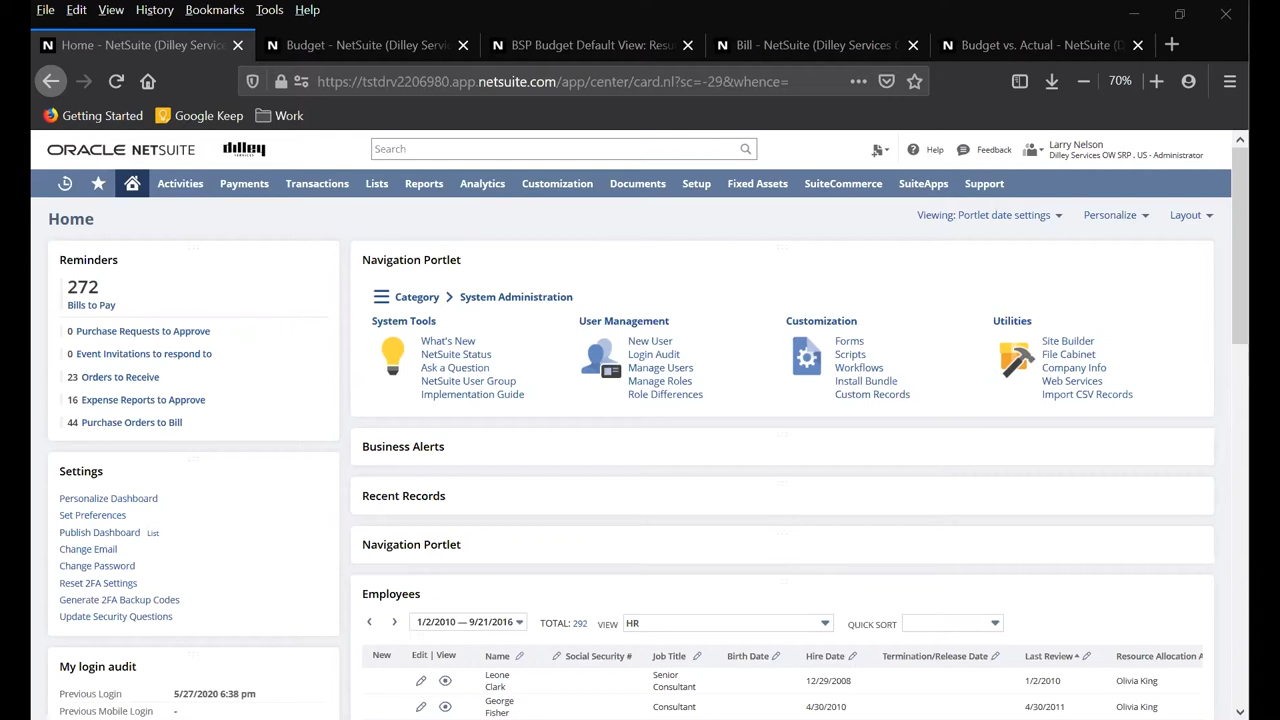 File Edit View History Bookmarks Tools Help
Home - NetSuite (Dilley Service Budget - NetSuite (Dilley Servi BSP Budget Default View: Resu Bill - NetSuite (Dilley Services O Budget vs. Actual - NetSuite (D
https://tstdrv2206980.app.netsuite.com/app/center/card.nl?sc=-29&whence= 70%
Getting Started Google Keep Work
ORACLE NETSUITE dilley SERVICES Search Help Feedback Larry Nelson
Dilley Services OW SRP . US - Administrator
Activities Payments Transactions Lists Reports Analytics Customization Documents Setup Fixed Assets SuiteCommerce SuiteApps Support
Home Viewing: Portlet date settings Personalize Layout
Reminders
272
Bills to Pay
0 Purchase Requests to Approve
0 Event Invitations to respond to
23 Orders to Receive
16 Expense Reports to Approve
44 Purchase Orders to Bill
Settings
Personalize Dashboard
Set Preferences
Publish Dashboard List
Change Email
Change Password
Reset 2FA Settings
Generate 2FA Backup Codes
Update Security Questions
My login audit
Previous Login 5/27/2020 6:38 pm
Previous Mobile Login -
Navigation Portlet
Category > System Administration
System Tools
What's New
NetSuite Status
Ask a Question
NetSuite User Group
Implementation Guide
User Management
New User
Login Audit
Manage Users
Manage Roles
Role Differences
Customization
Forms
Scripts
Workflows
Install Bundle
Custom Records
Utilities
Site Builder
File Cabinet
Company Info
Web Services
Import CSV Records
Business Alerts
Recent Records
Navigation Portlet
Employees
1/2/2010 — 9/21/2016 TOTAL: 292 VIEW HR QUICK SORT
New Edit | View Name Social Security # Job Title Birth Date Hire Date Termination/Release Date Last Review Resource Allocation A
Leone Clark Senior Consultant 12/29/2008 1/2/2010 Olivia King
George Fisher Consultant 4/30/2010 4/30/2011 Olivia King